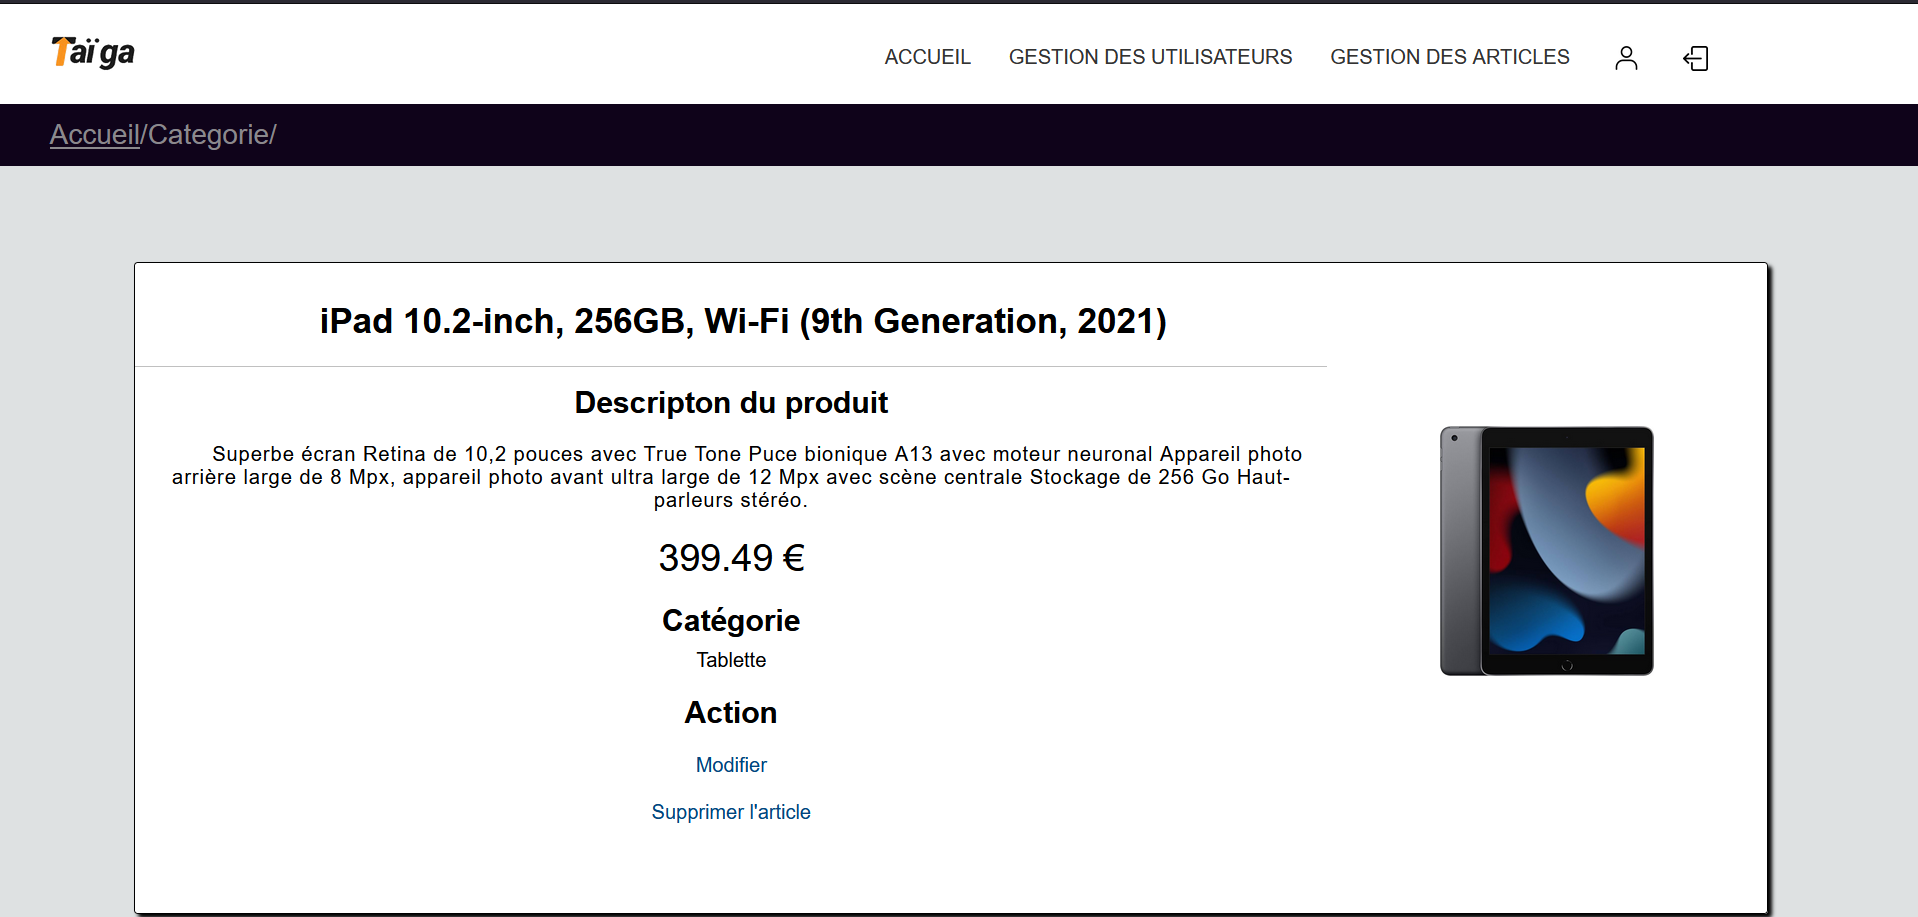 Taïga
ACCUEIL GESTION DES UTILISATEURS GESTION DES ARTICLES
Accueil/Categorie/
iPad 10.2-inch, 256GB, Wi-Fi (9th Generation, 2021)
Descripton du produit
Superbe écran Retina de 10,2 pouces avec True Tone Puce bionique A13 avec moteur neuronal Appareil photo
arrière large de 8 Mpx, appareil photo avant ultra large de 12 Mpx avec scène centrale Stockage de 256 Go Haut-
parleurs stéréo.
399.49 €
Catégorie
Tablette
Action
Modifier
Supprimer l'article